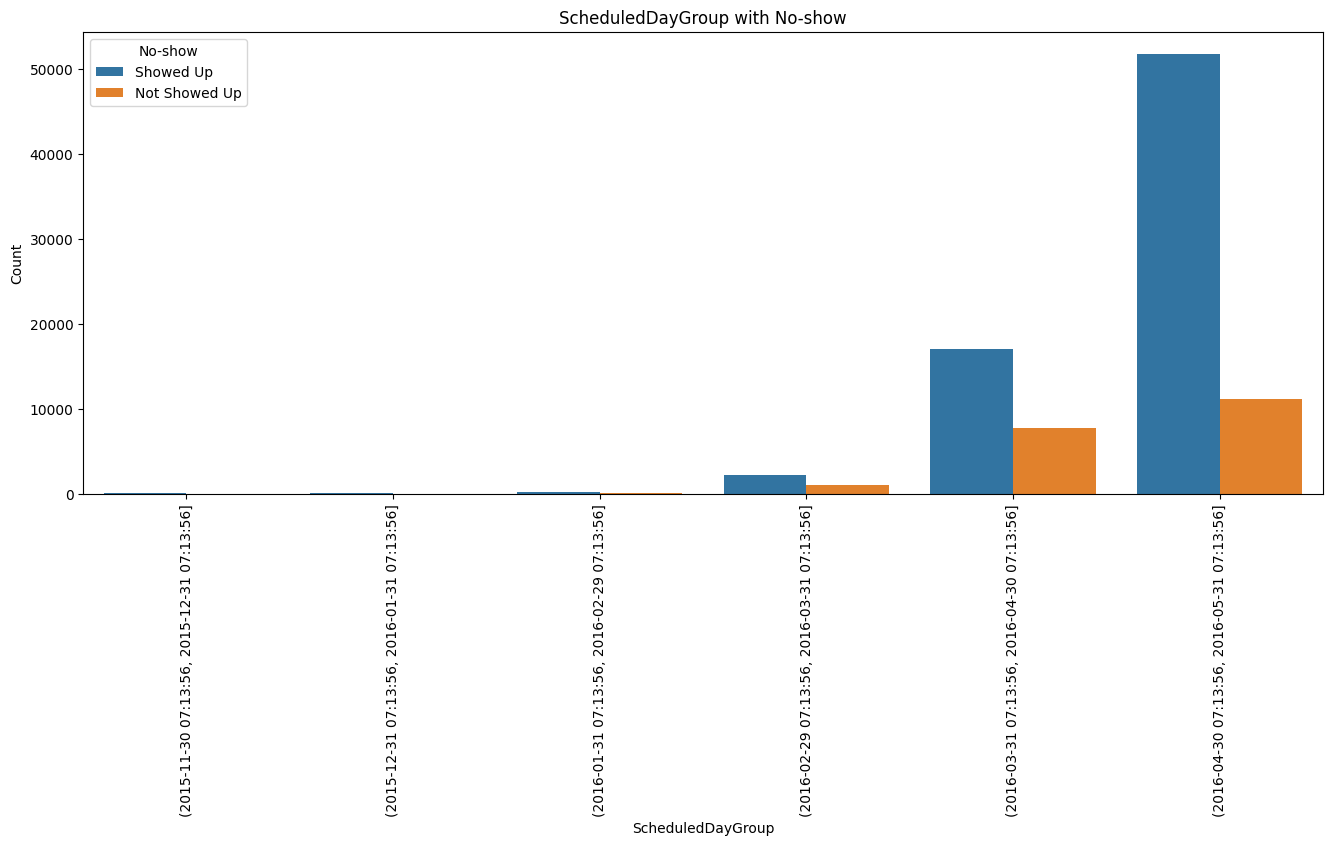 ScheduledDayGroup with No-show
No-show
Showed Up
Not Showed Up
Count
50000
40000
30000
20000
10000
0
(2015-11-30 07:13:56, 2015-12-31 07:13:56]
(2015-12-31 07:13:56, 2016-01-31 07:13:56]
(2016-01-31 07:13:56, 2016-02-29 07:13:56]
(2016-02-29 07:13:56, 2016-03-31 07:13:56]
(2016-03-31 07:13:56, 2016-04-30 07:13:56]
(2016-04-30 07:13:56, 2016-05-31 07:13:56]
ScheduledDayGroup